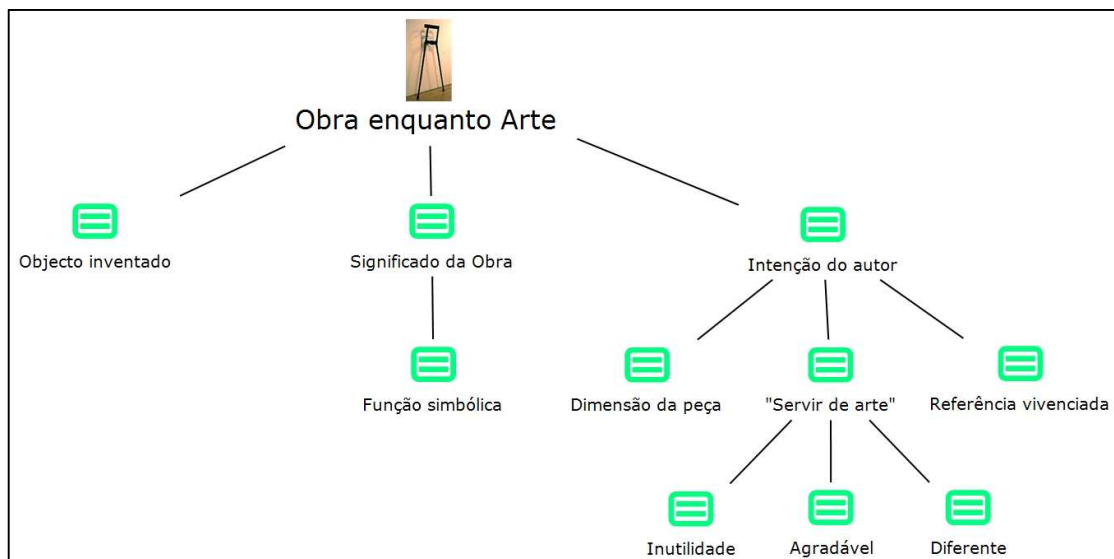 Obra enquanto Arte
Objecto inventado
Significado da Obra
Intenção do autor
Função simbólica
Dimensão da peça
"Servir de arte"
Referência vivenciada
Inutilidade
Agradável
Diferente